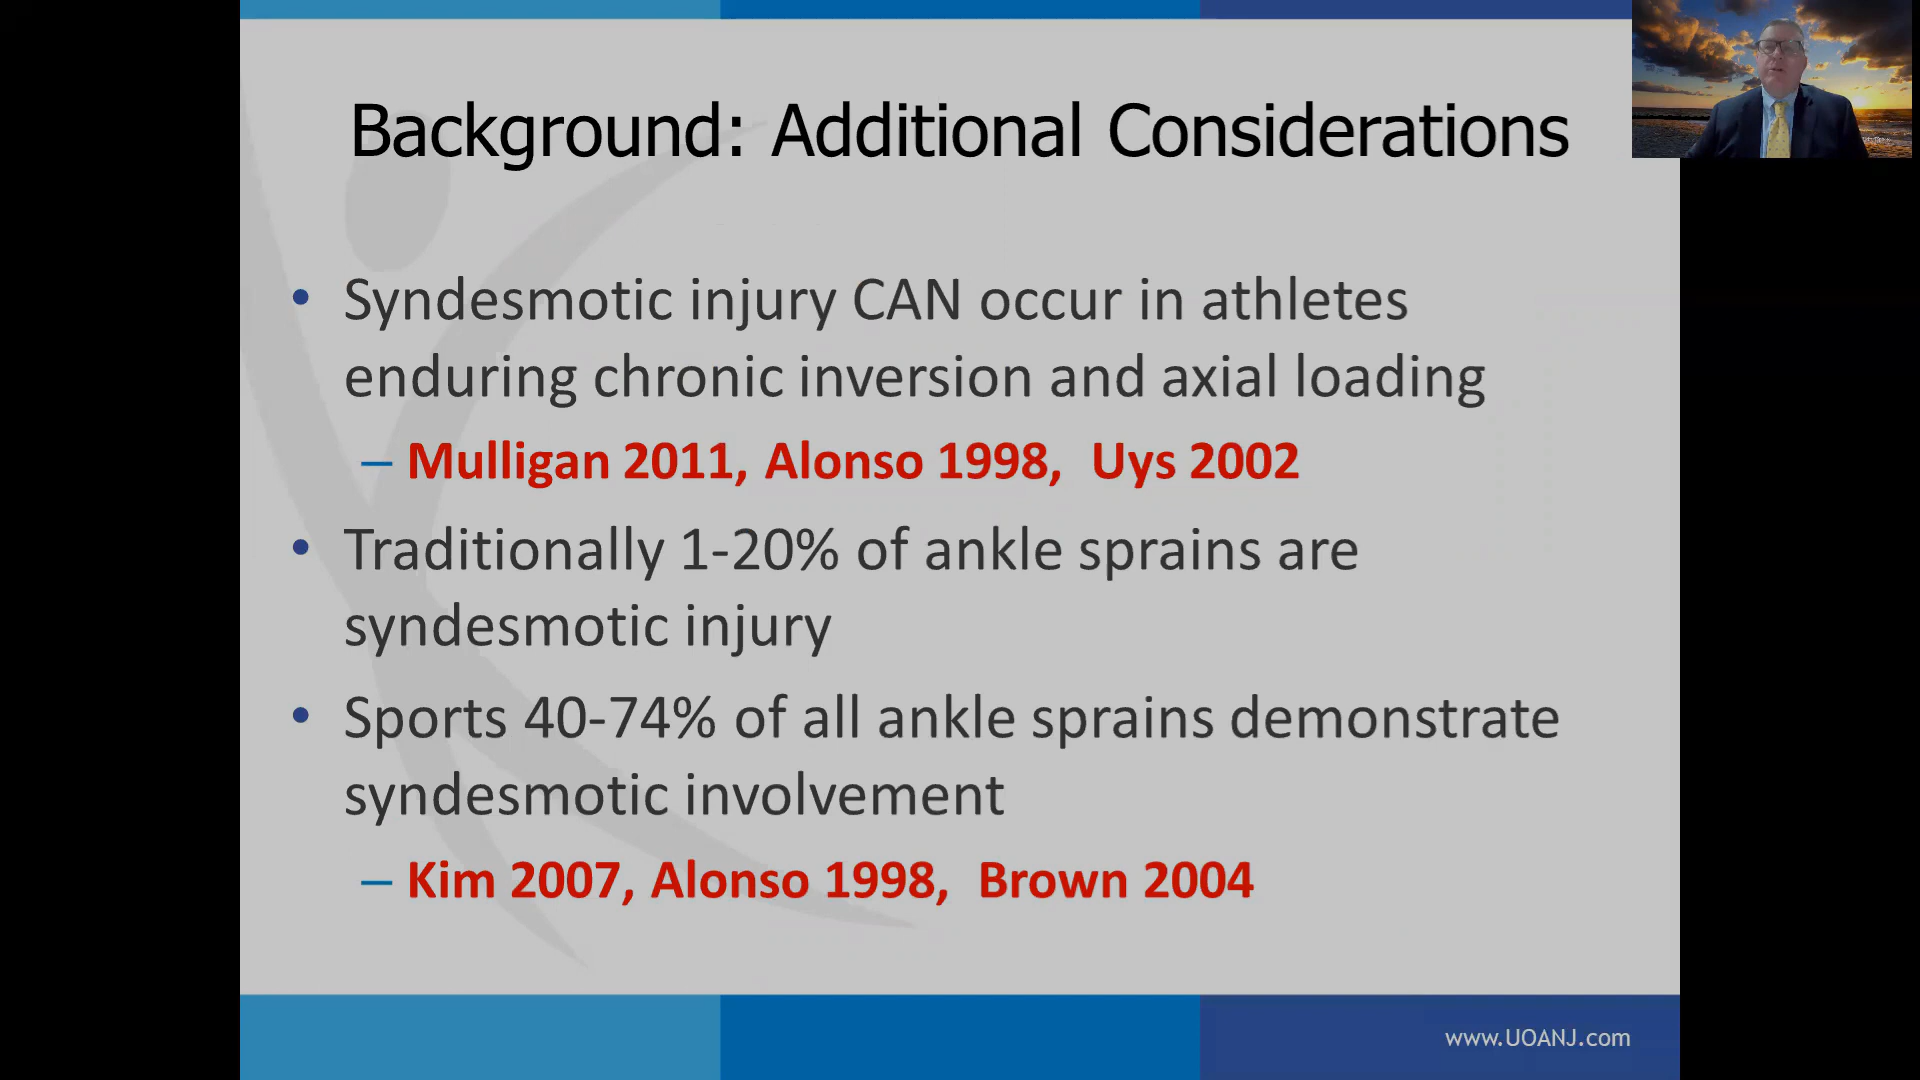 Background: Additional Considerations
• Syndesmotic injury CAN occur in athletes
enduring chronic inversion and axial loading
– Mulligan 2011, Alonso 1998, Uys 2002
• Traditionally 1-20% of ankle sprains are
syndesmotic injury
• Sports 40-74% of all ankle sprains demonstrate
syndesmotic involvement
– Kim 2007, Alonso 1998, Brown 2004
www.UOANJ.com